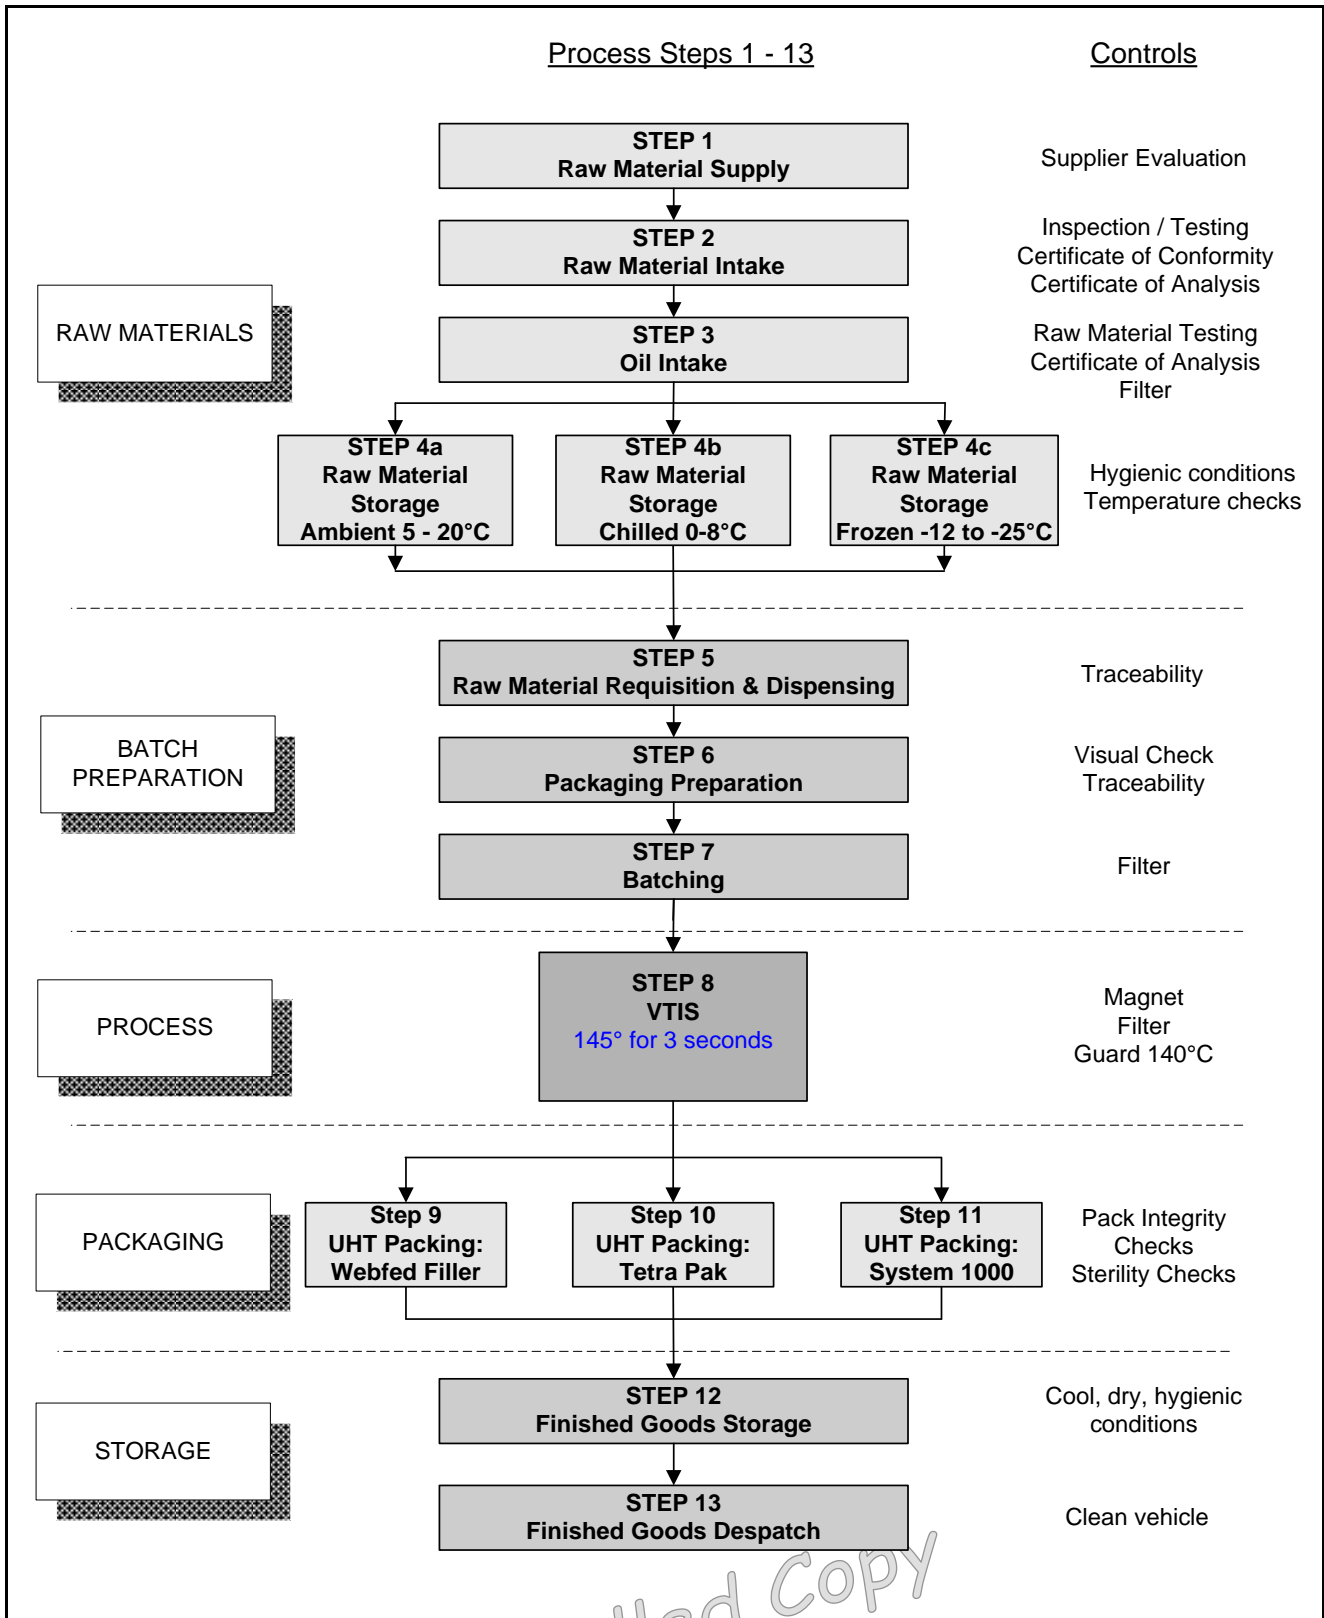 Process Steps 1 - 13
Controls
STEP 1
Raw Material Supply
Supplier Evaluation
STEP 2
Raw Material Intake
Inspection / Testing
Certificate of Conformity
Certificate of Analysis
RAW MATERIALS
STEP 3
Oil Intake
Raw Material Testing
Certificate of Analysis
Filter
STEP 4a
Raw Material
Storage
Ambient 5 - 20°C
STEP 4b
Raw Material
Storage
Chilled 0-8°C
STEP 4c
Raw Material
Storage
Frozen -12 to -25°C
Hygienic conditions
Temperature checks
STEP 5
Raw Material Requisition & Dispensing
Traceability
BATCH
PREPARATION
STEP 6
Packaging Preparation
Visual Check
Traceability
STEP 7
Batching
Filter
PROCESS
STEP 8
VTIS
145° for 3 seconds
Magnet
Filter
Guard 140°C
PACKAGING
Step 9
UHT Packing:
Webfed Filler
Step 10
UHT Packing:
Tetra Pak
Step 11
UHT Packing:
System 1000
Pack Integrity
Checks
Sterility Checks
STORAGE
STEP 12
Finished Goods Storage
Cool, dry, hygienic
conditions
STEP 13
Finished Goods Despatch
Clean vehicle
Copy